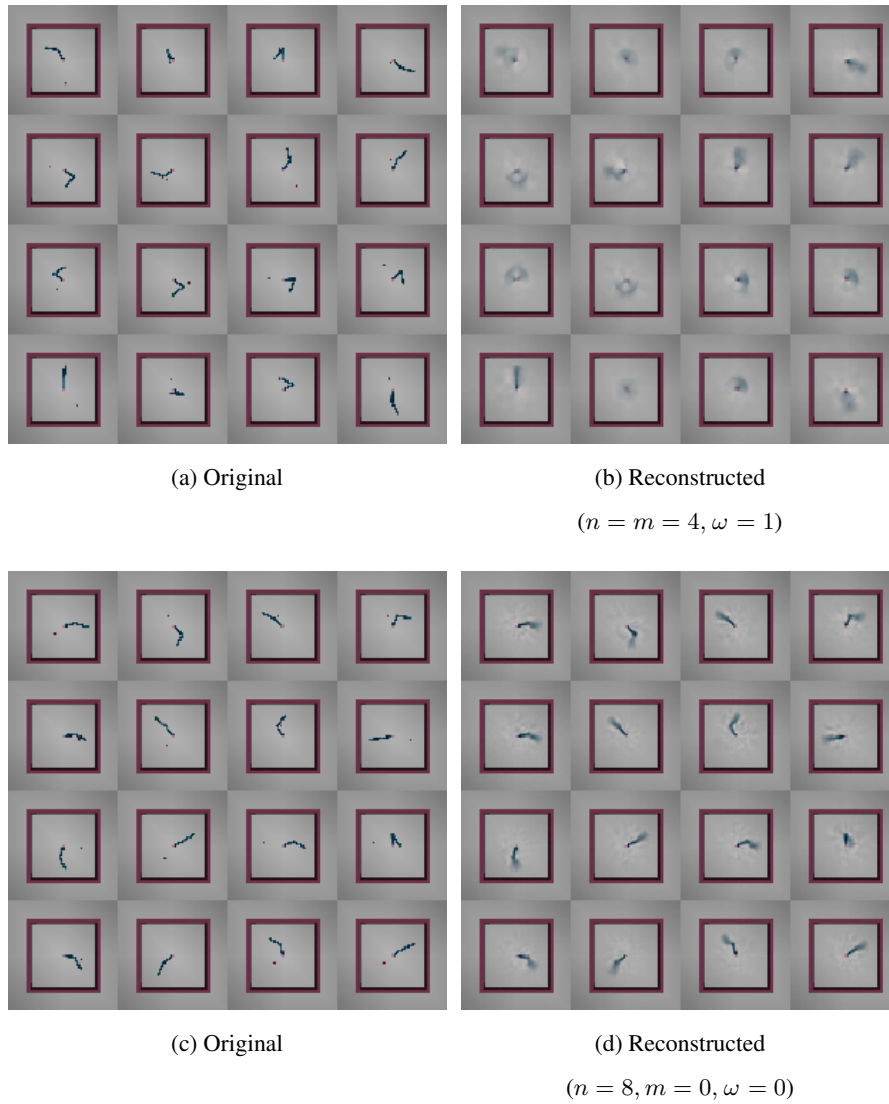 (a) Original
(b) Reconstructed
(n = m = 4, ω = 1)
(c) Original
(d) Reconstructed
(n = 8, m = 0, ω = 0)